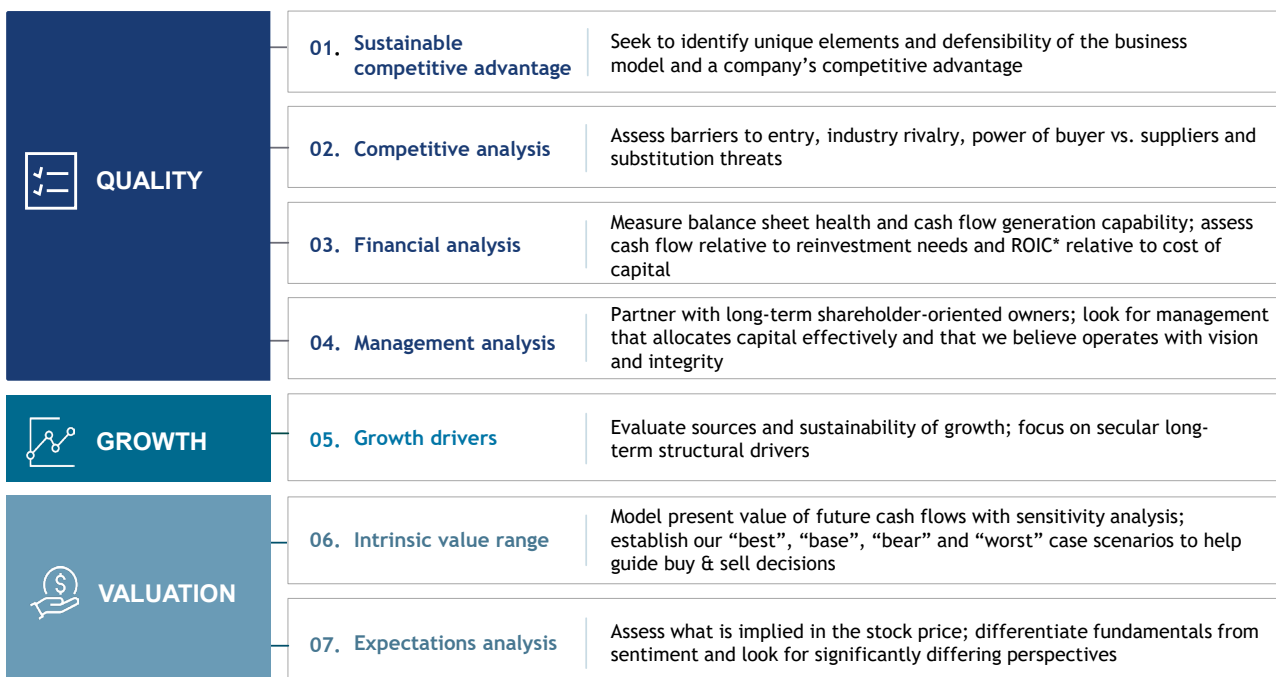 QUALITY
01. Sustainable
competitive advantage
Seek to identify unique elements and defensibility of the business
model and a company’s competitive advantage
02. Competitive analysis
Assess barriers to entry, industry rivalry, power of buyer vs. suppliers and
substitution threats
03. Financial analysis
Measure balance sheet health and cash flow generation capability; assess
cash flow relative to reinvestment needs and ROIC* relative to cost of
capital
04. Management analysis
Partner with long-term shareholder-oriented owners; look for management
that allocates capital effectively and that we believe operates with vision
and integrity
GROWTH
05. Growth drivers
Evaluate sources and sustainability of growth; focus on secular long-
term structural drivers
VALUATION
06. Intrinsic value range
Model present value of future cash flows with sensitivity analysis;
establish our “best”, “base”, “bear” and “worst” case scenarios to help
guide buy & sell decisions
07. Expectations analysis
Assess what is implied in the stock price; differentiate fundamentals from
sentiment and look for significantly differing perspectives